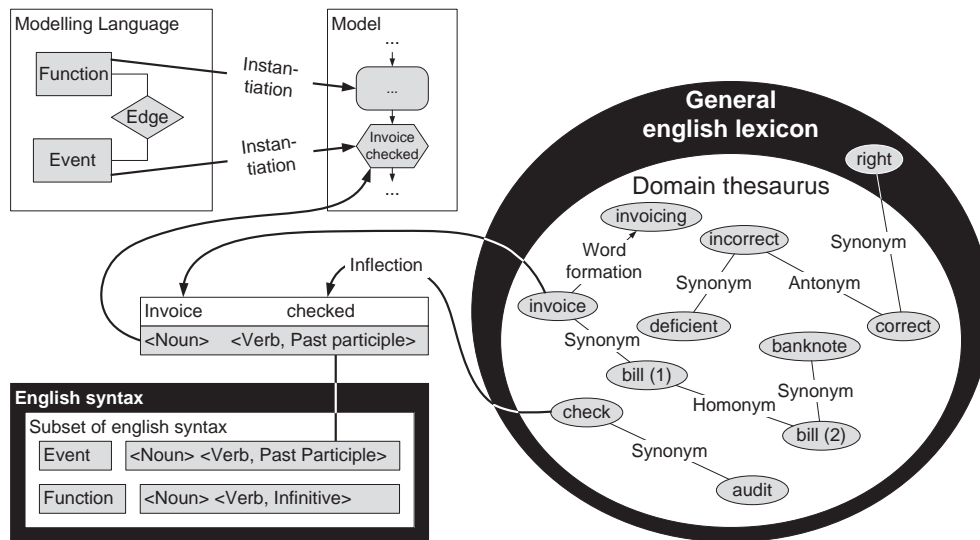 Modelling Language
Function
Edge
Event
Instan-
tiation
Instan-
tiation
Model
...
...
Invoice
checked
...
General
english lexicon
right
Domain thesaurus
invoicing
Word
formation
incorrect
Synonym
Synonym
Antonym
invoice
deficient
correct
Synonym
banknote
bill (1)
Synonym
Homonym
check
bill (2)
Synonym
audit
Inflection
Invoice checked
<Noun> <Verb, Past participle>
English syntax
Subset of english syntax
Event <Noun> <Verb, Past Participle>
Function <Noun> <Verb, Infinitive>